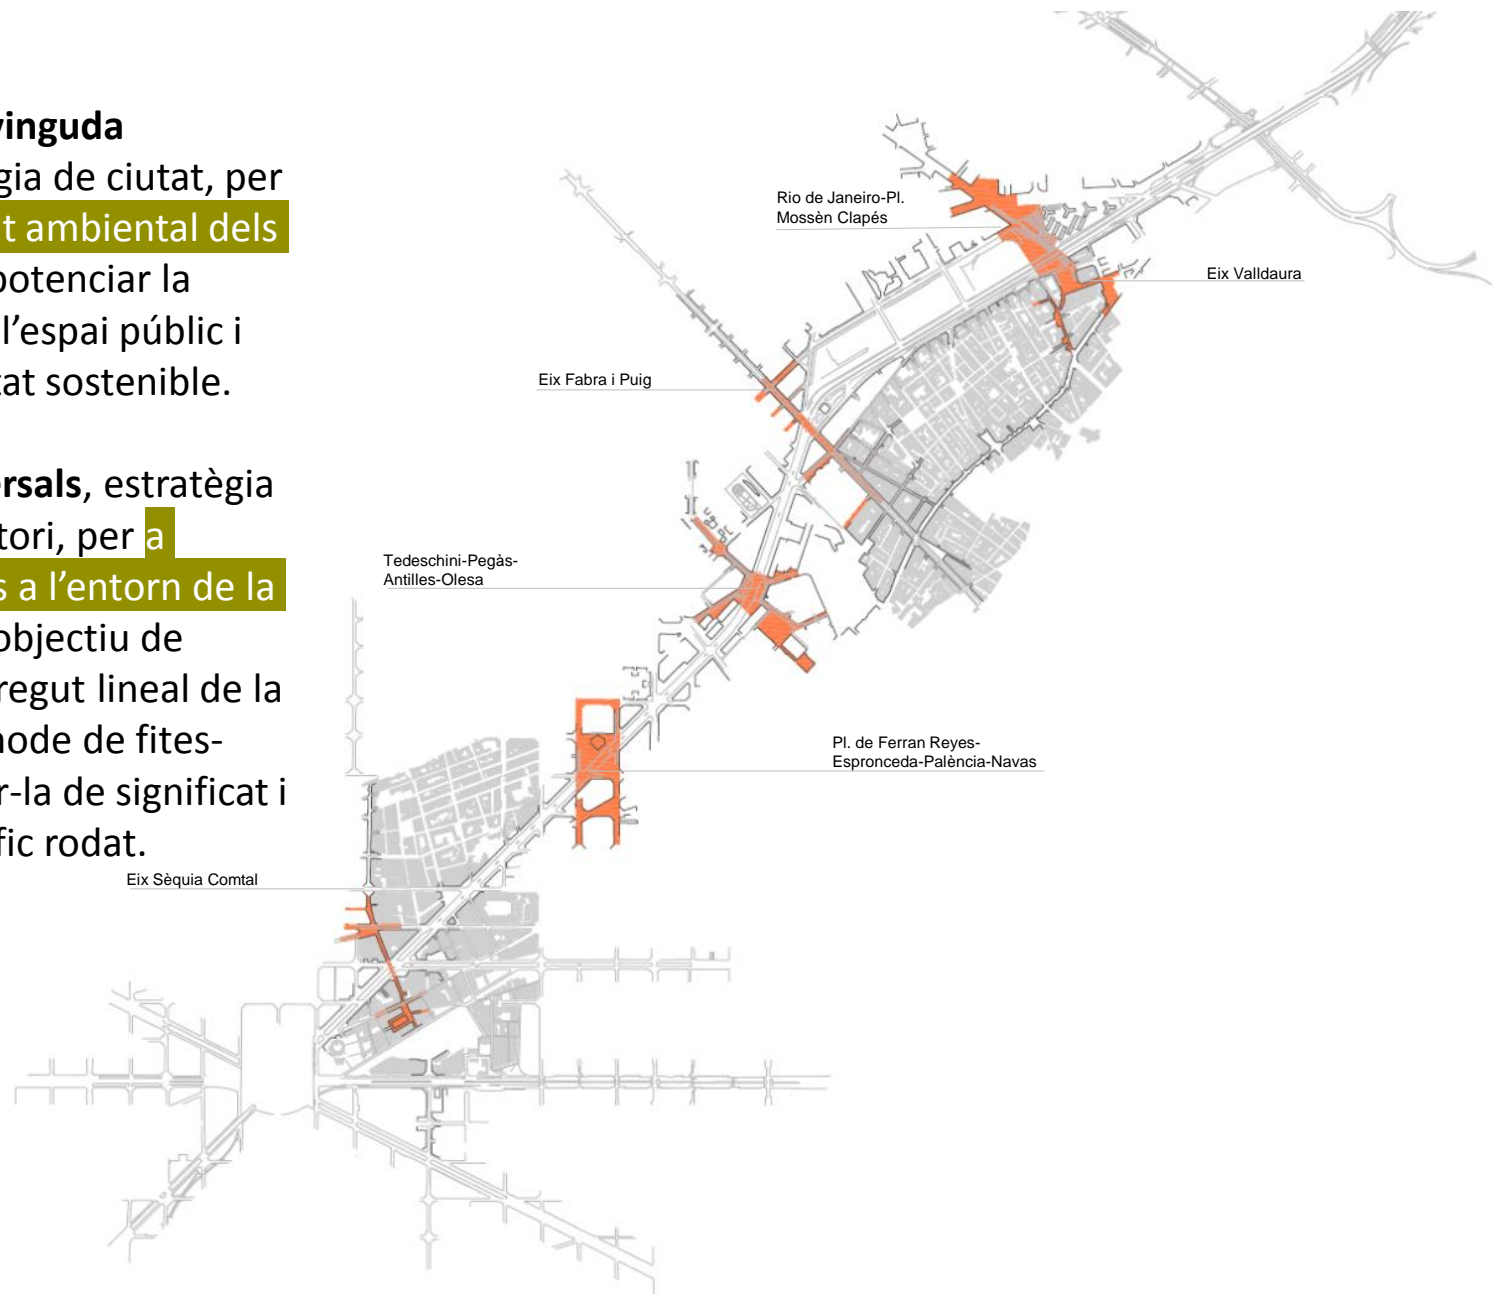 vinguda
gia de ciutat, per
t ambiental dels
potenciar la
l’espai públic i
tat sostenible.
ersals, estratègia
tori, per a
s a l’entorn de la
objectiu de
regut lineal de la
node de fites-
r-la de significat i
fic rodat.
Rio de Janeiro-Pl.
Mossèn Clapés
Eix Valldaura
Eix Fabra i Puig
Tedeschini-Pegàs-
Antilles-Olesa
Pl. de Ferran Reyes-
Espronceda-Palència-Navas
Eix Sèquia Comtal